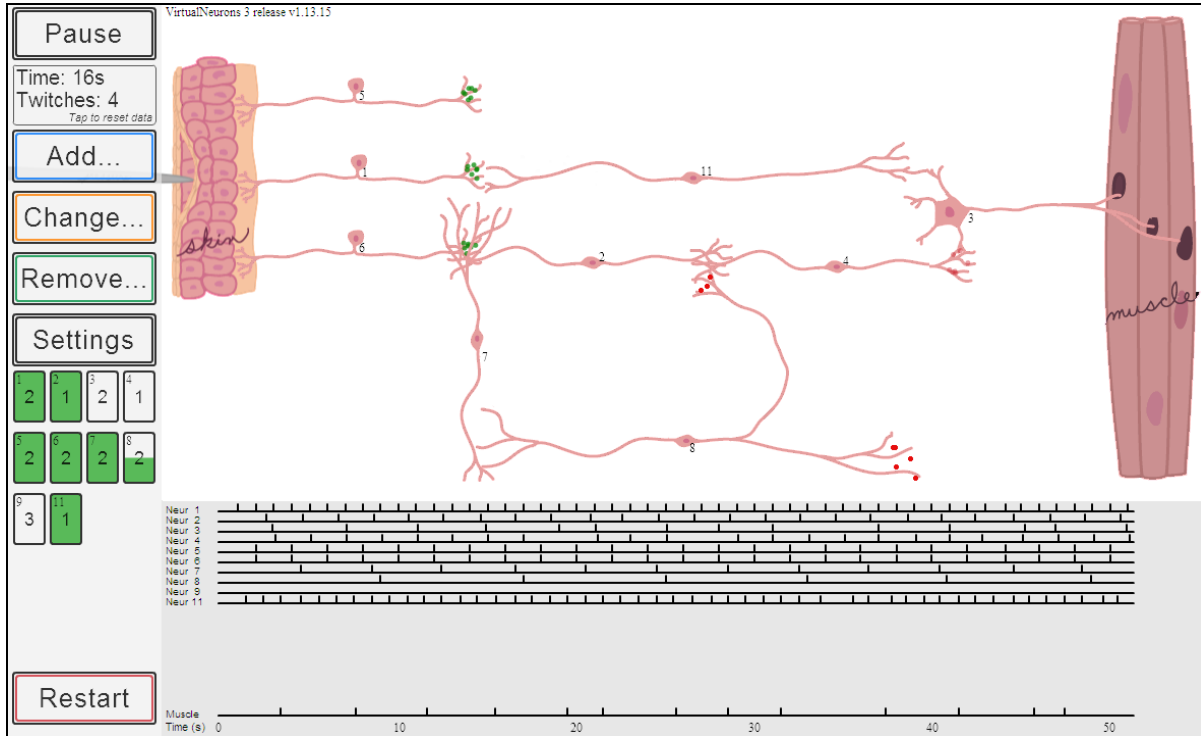 VirtualNeurons 3 release v1.13.15
Pause
Time: 16s
Twitches: 4
Tap to reset data
Add...
Change...
Remove...
Settings
1 2 2 1 3 2 4 1
5 2 6 2 7 2 8 2
9 3 11 1
Restart
skin
5
1
11
6
2
4
3
7
8
muscle
Neur 1
Neur 2
Neur 3
Neur 4
Neur 5
Neur 6
Neur 7
Neur 8
Neur 9
Neur 11
Muscle
Time (s) 0 10 20 30 40 50